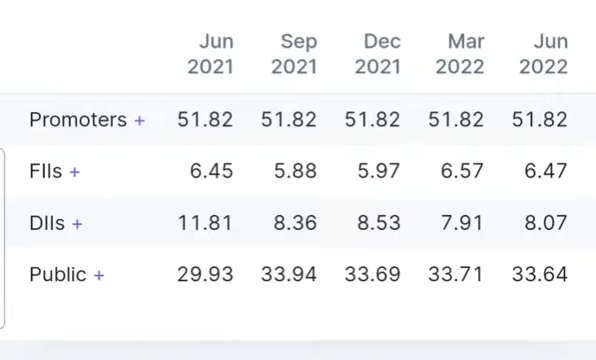 Jun Sep Dec Mar Jun
2021 2021 2021 2022 2022
Promoters + 51.82 51.82 51.82 51.82 51.82
FIIs + 6.45 5.88 5.97 6.57 6.47
DIIs + 11.81 8.36 8.53 7.91 8.07
Public + 29.93 33.94 33.69 33.71 33.64